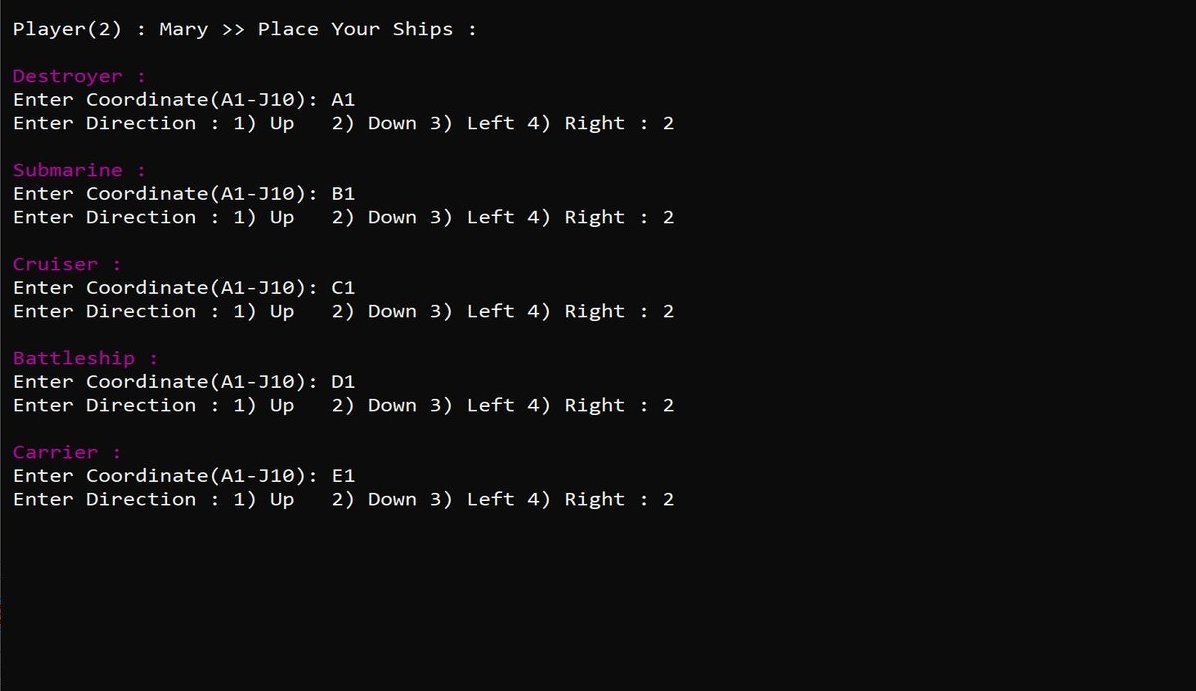 Player(2) : Mary >> Place Your Ships :
Destroyer :
Enter Coordinate(A1-J10): A1
Enter Direction : 1) Up   2) Down 3) Left 4) Right : 2
Submarine :
Enter Coordinate(A1-J10): B1
Enter Direction : 1) Up   2) Down 3) Left 4) Right : 2
Cruiser :
Enter Coordinate(A1-J10): C1
Enter Direction : 1) Up   2) Down 3) Left 4) Right : 2
Battleship :
Enter Coordinate(A1-J10): D1
Enter Direction : 1) Up   2) Down 3) Left 4) Right : 2
Carrier :
Enter Coordinate(A1-J10): E1
Enter Direction : 1) Up   2) Down 3) Left 4) Right : 2